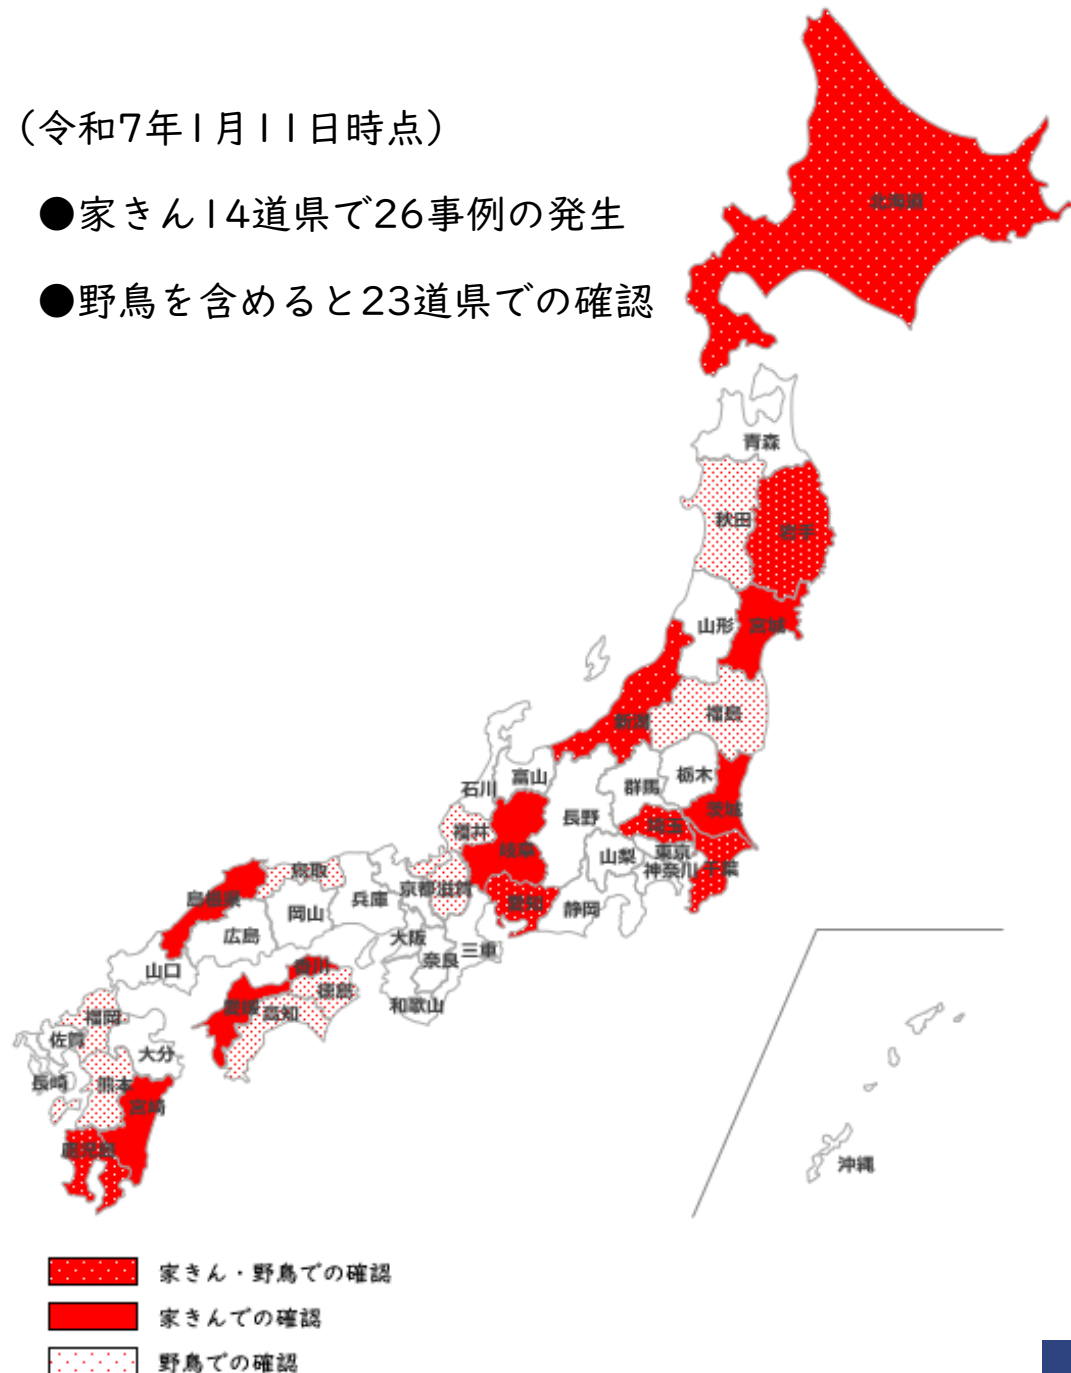 (令和7年1月11日時点)
●家きん14道県で26事例の発生
●野鳥を含めると23道県での確認
北海道
青森
秋田
岩手
山形
宮城
新潟
福島
富山
石川
群馬
栃木
茨城
長野
福井
岐阜
埼玉
山梨
東京
神奈川
千葉
鳥取
京都
滋賀
島根県
兵庫
岡山
愛知
静岡
広島
大阪
奈良
三重
山口
和歌山
香川
徳島
愛媛
高知
福岡
佐賀
大分
長崎
熊本
宮崎
鹿児島
沖縄
家きん・野鳥での確認
家きんでの確認
野鳥での確認